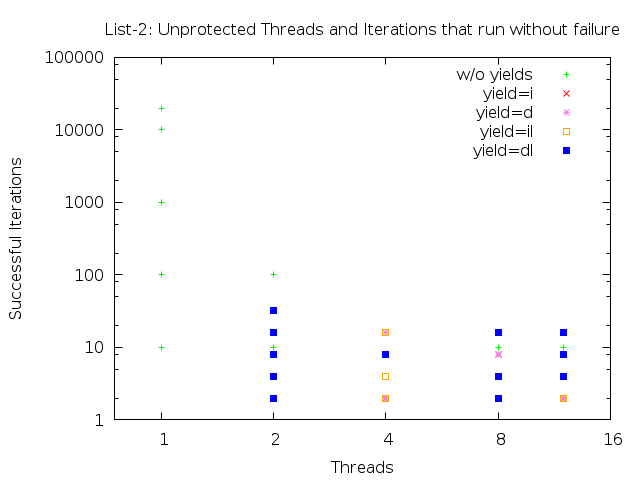 List-2: Unprotected Threads and Iterations that run without failure
100000
10000
1000
100
10
1
Successful Iterations
w/o yields
yield=i
yield=d
yield=il
yield=dl
1 2 4 8 16
Threads